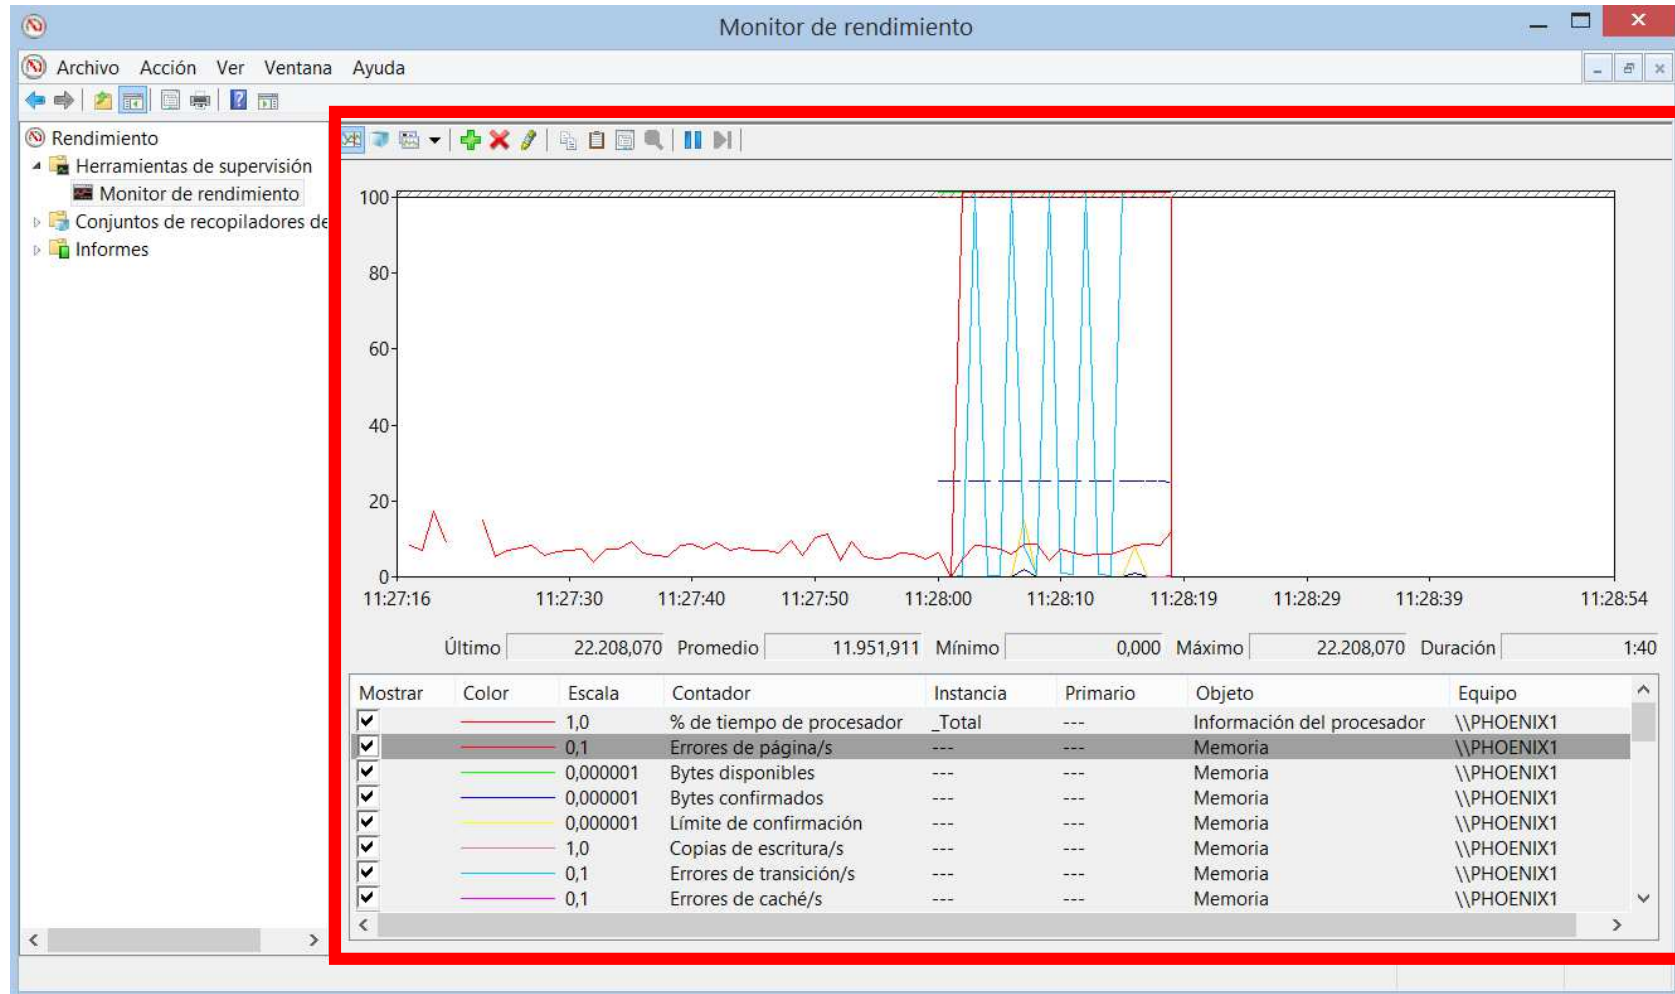 Monitor de rendimiento
Archivo Acción Ver Ventana Ayuda
Rendimiento
Herramientas de supervisión
Monitor de rendimiento
Conjuntos de recopiladores de
Informes
100
80
60
40
20
0
11:27:16 11:27:30 11:27:40 11:27:50 11:28:00 11:28:10 11:28:19 11:28:29 11:28:39 11:28:54
Último 22.208,070 Promedio 11.951,911 Mínimo 0,000 Máximo 22.208,070 Duración 1:40
Mostrar Color Escala Contador Instancia Primario Objeto Equipo
1,0 % de tiempo de procesador _Total --- Información del procesador \\PHOENIX1
0,1 Errores de página/s --- --- Memoria \\PHOENIX1
0,000001 Bytes disponibles --- --- Memoria \\PHOENIX1
0,000001 Bytes confirmados --- --- Memoria \\PHOENIX1
0,000001 Límite de confirmación --- --- Memoria \\PHOENIX1
1,0 Copias de escritura/s --- --- Memoria \\PHOENIX1
0,1 Errores de transición/s --- --- Memoria \\PHOENIX1
0,1 Errores de caché/s --- --- Memoria \\PHOENIX1